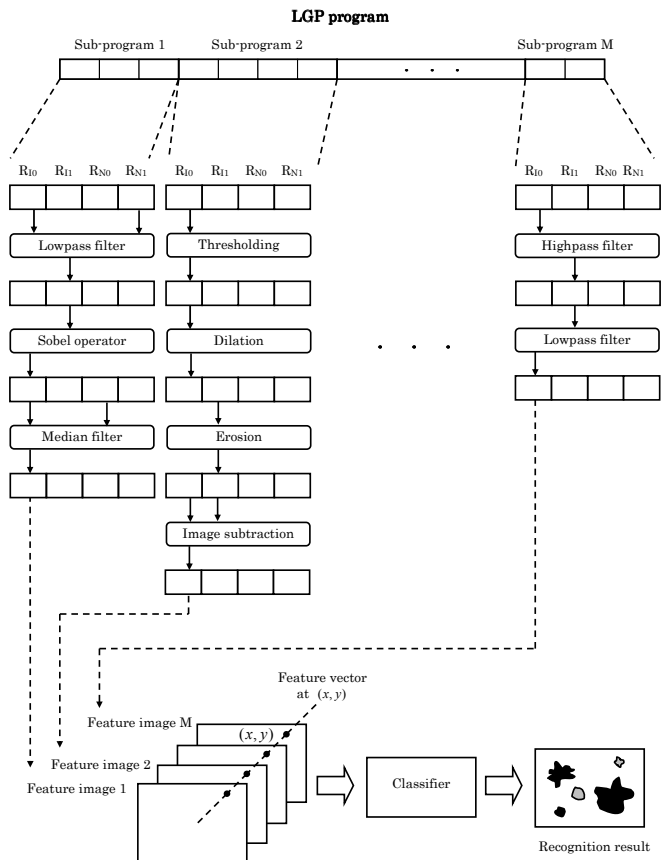 LGP program
Sub-program 1 Sub-program 2 Sub-program M
. . .
R_I0 R_I1 R_N0 R_N1 R_I0 R_I1 R_N0 R_N1 R_I0 R_I1 R_N0 R_N1
Lowpass filter Thresholding Highpass filter
Sobel operator Dilation . . . Lowpass filter
Median filter Erosion
Image subtraction
Feature vector
at (x, y)
Feature image M (x, y)
Feature image 2
Feature image 1
Classifier
Recognition result